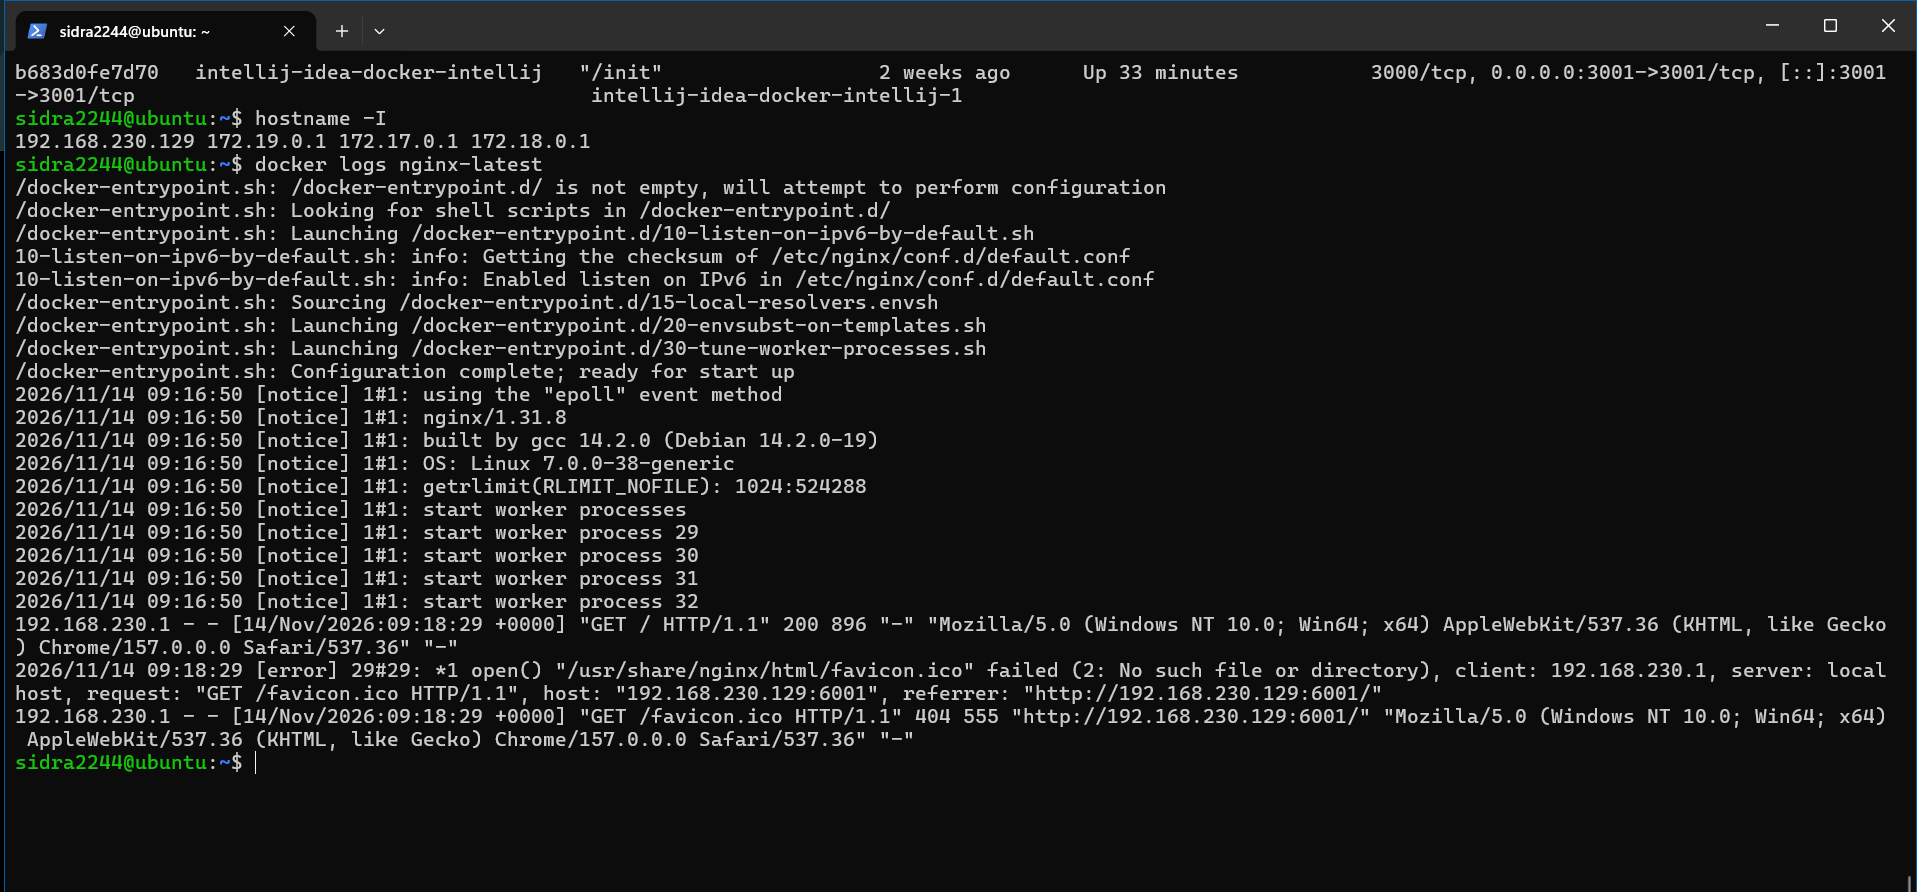 sidra2244@ubuntu: ~
b683d0fe7d70   intellij-idea-docker-intellij   "/init"                  2 weeks ago      Up 33 minutes           3000/tcp, 0.0.0.0:3001->3001/tcp, [::]:3001
->3001/tcp                                      intellij-idea-docker-intellij-1
sidra2244@ubuntu:~$ hostname -I
192.168.230.129 172.19.0.1 172.17.0.1 172.18.0.1
sidra2244@ubuntu:~$ docker logs nginx-latest
/docker-entrypoint.sh: /docker-entrypoint.d/ is not empty, will attempt to perform configuration
/docker-entrypoint.sh: Looking for shell scripts in /docker-entrypoint.d/
/docker-entrypoint.sh: Launching /docker-entrypoint.d/10-listen-on-ipv6-by-default.sh
10-listen-on-ipv6-by-default.sh: info: Getting the checksum of /etc/nginx/conf.d/default.conf
10-listen-on-ipv6-by-default.sh: info: Enabled listen on IPv6 in /etc/nginx/conf.d/default.conf
/docker-entrypoint.sh: Sourcing /docker-entrypoint.d/15-local-resolvers.envsh
/docker-entrypoint.sh: Launching /docker-entrypoint.d/20-envsubst-on-templates.sh
/docker-entrypoint.sh: Launching /docker-entrypoint.d/30-tune-worker-processes.sh
/docker-entrypoint.sh: Configuration complete; ready for start up
2026/11/14 09:16:50 [notice] 1#1: using the "epoll" event method
2026/11/14 09:16:50 [notice] 1#1: nginx/1.31.8
2026/11/14 09:16:50 [notice] 1#1: built by gcc 14.2.0 (Debian 14.2.0-19)
2026/11/14 09:16:50 [notice] 1#1: OS: Linux 7.0.0-38-generic
2026/11/14 09:16:50 [notice] 1#1: getrlimit(RLIMIT_NOFILE): 1024:524288
2026/11/14 09:16:50 [notice] 1#1: start worker processes
2026/11/14 09:16:50 [notice] 1#1: start worker process 29
2026/11/14 09:16:50 [notice] 1#1: start worker process 30
2026/11/14 09:16:50 [notice] 1#1: start worker process 31
2026/11/14 09:16:50 [notice] 1#1: start worker process 32
192.168.230.1 - - [14/Nov/2026:09:18:29 +0000] "GET / HTTP/1.1" 200 896 "-" "Mozilla/5.0 (Windows NT 10.0; Win64; x64) AppleWebKit/537.36 (KHTML, like Gecko
) Chrome/157.0.0.0 Safari/537.36" "-"
2026/11/14 09:18:29 [error] 29#29: *1 open() "/usr/share/nginx/html/favicon.ico" failed (2: No such file or directory), client: 192.168.230.1, server: local
host, request: "GET /favicon.ico HTTP/1.1", host: "192.168.230.129:6001", referrer: "http://192.168.230.129:6001/"
192.168.230.1 - - [14/Nov/2026:09:18:29 +0000] "GET /favicon.ico HTTP/1.1" 404 555 "http://192.168.230.129:6001/" "Mozilla/5.0 (Windows NT 10.0; Win64; x64)
 AppleWebKit/537.36 (KHTML, like Gecko) Chrome/157.0.0.0 Safari/537.36" "-"
sidra2244@ubuntu:~$